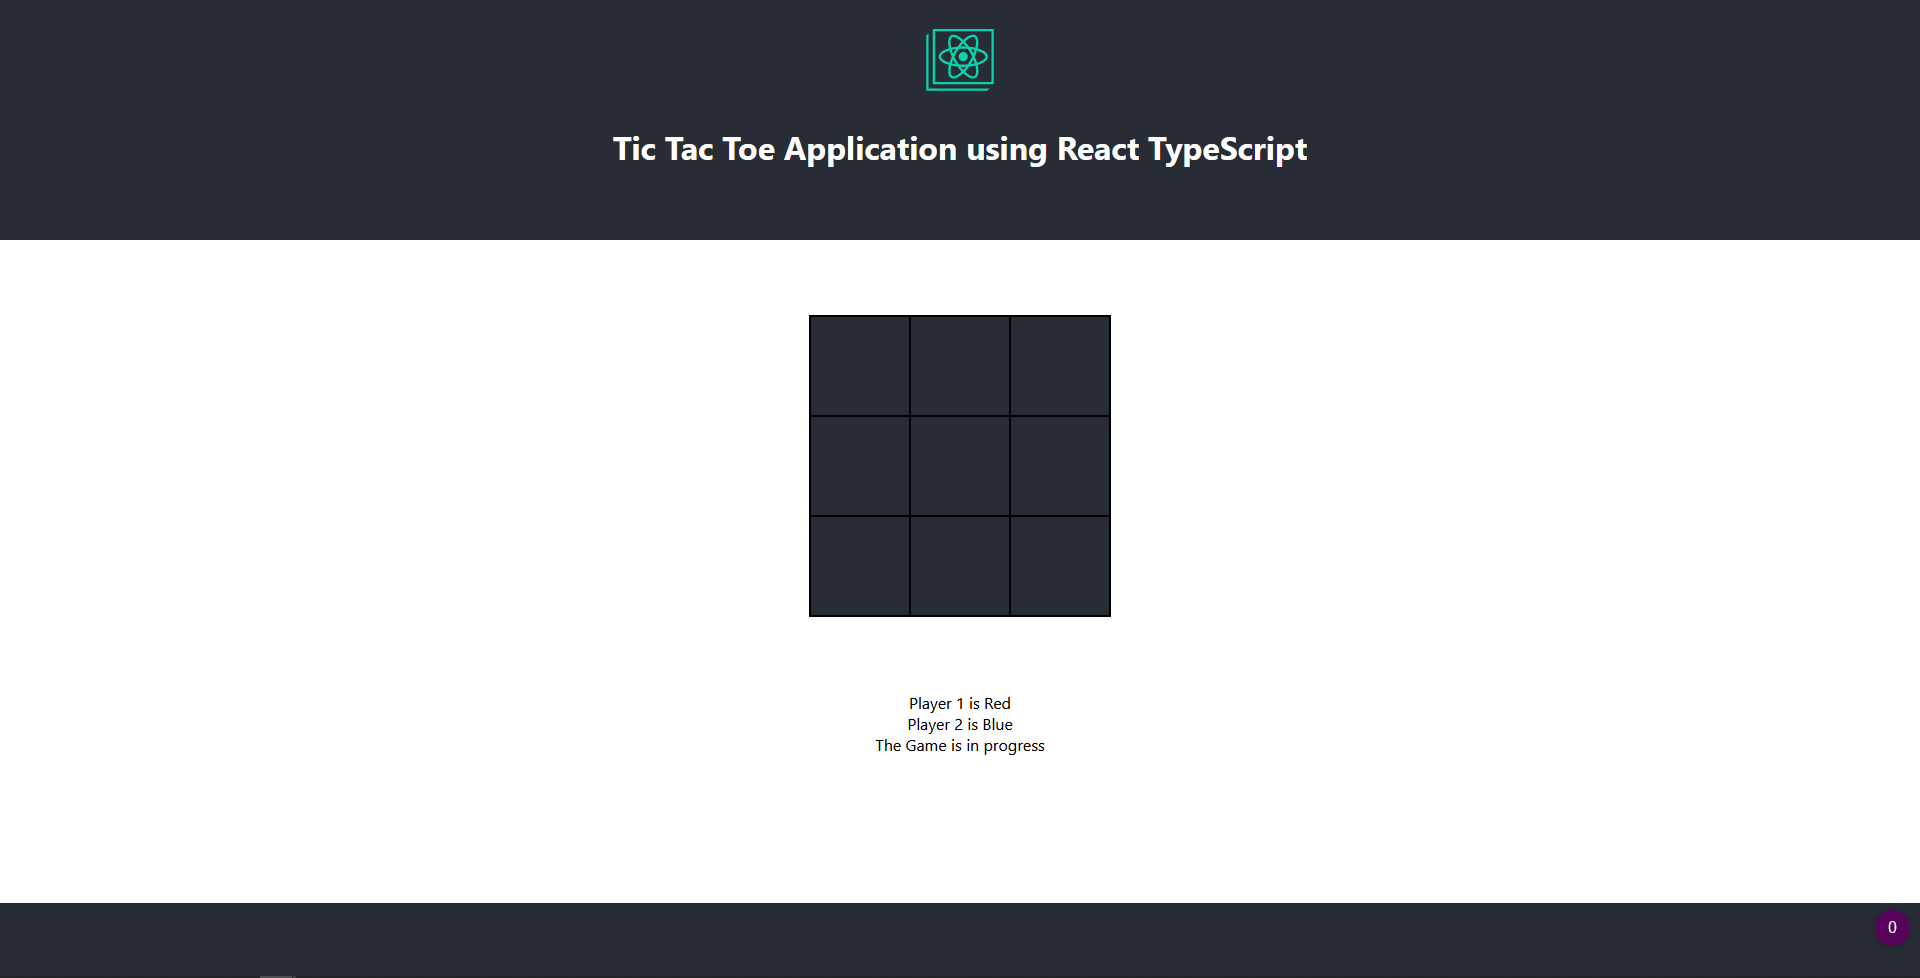 Tic Tac Toe Application using React TypeScript
Player 1 is Red
Player 2 is Blue
The Game is in progress
0